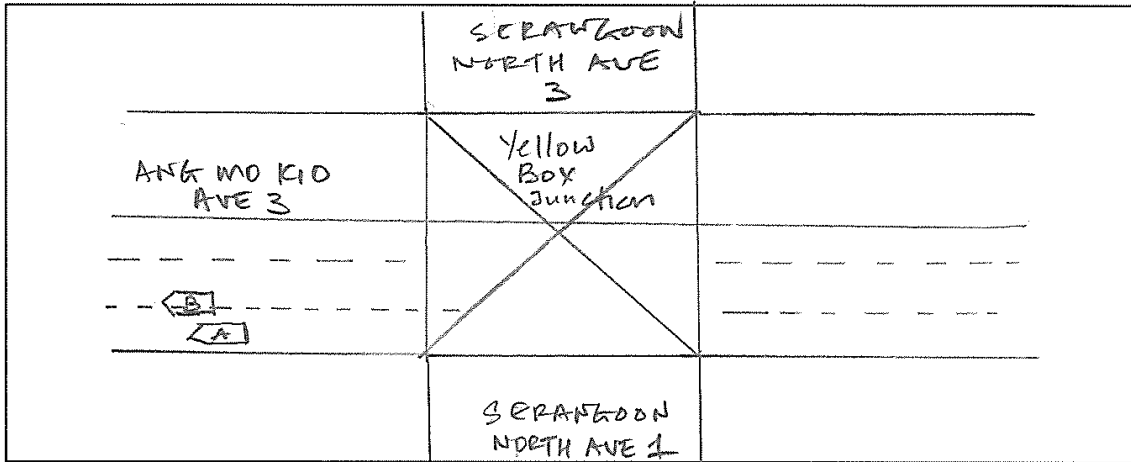 SERANGOON
NORTH AVE
3
Yellow
Box
Junction
ANG MO KIO
AVE 3
B
A
SERANGOON
NORTH AVE 1